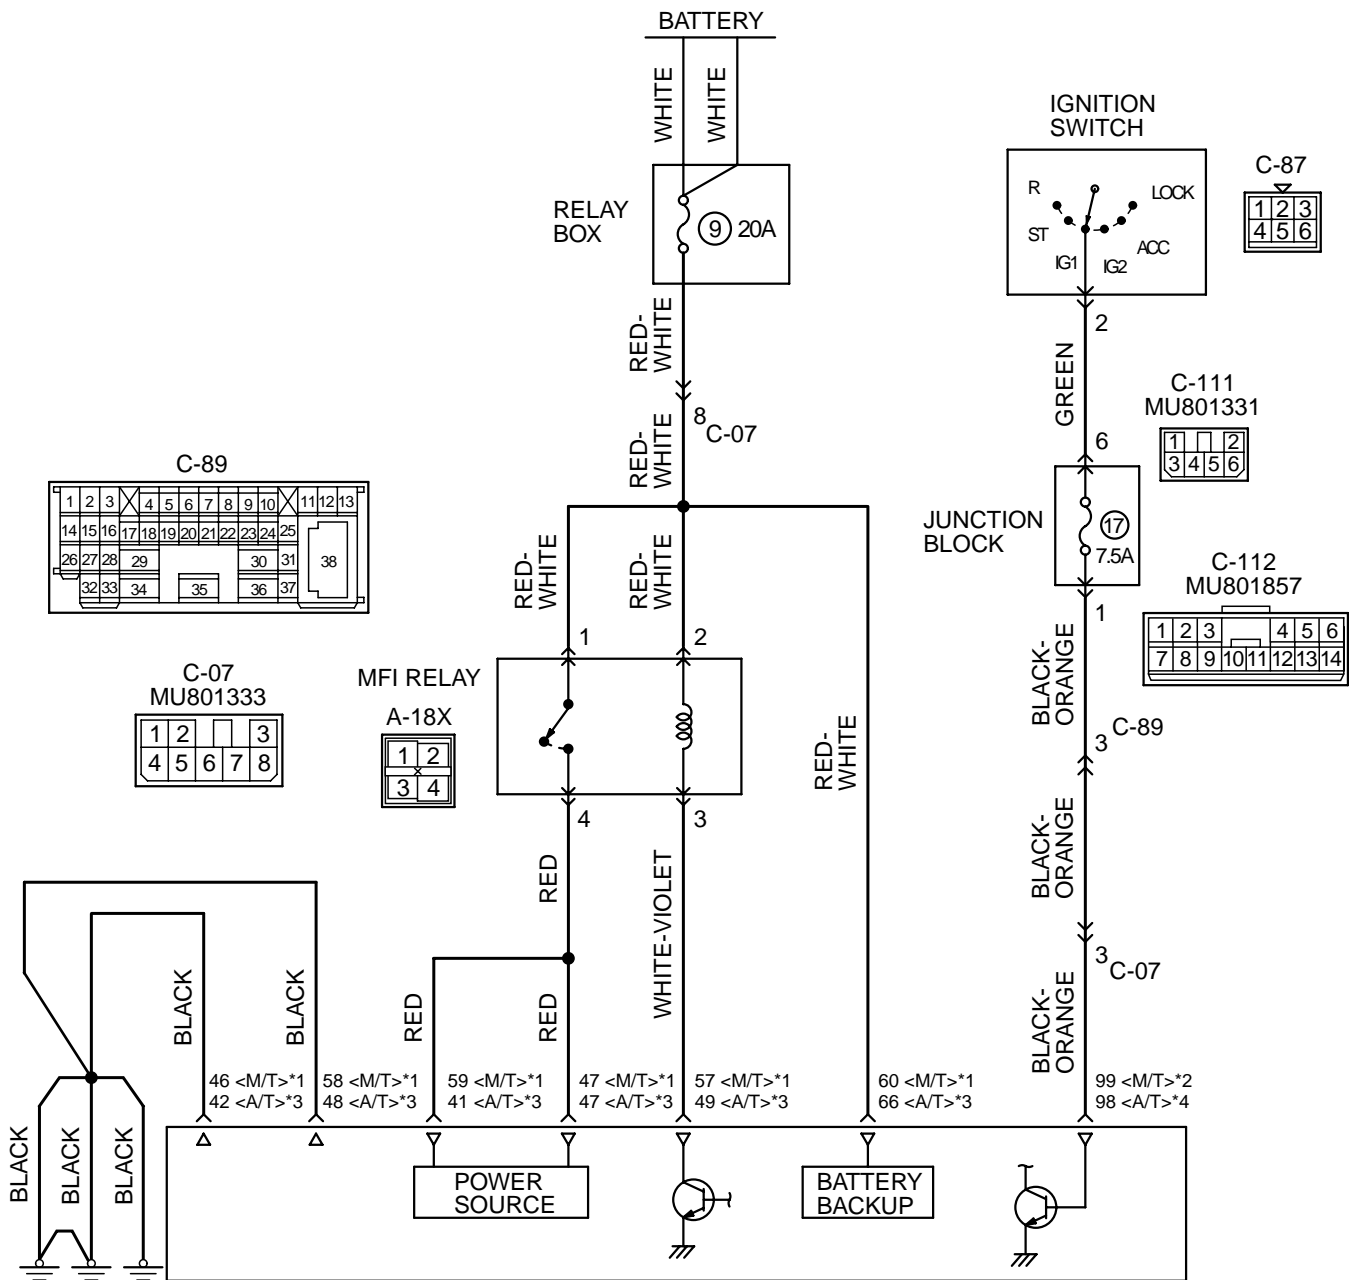 BATTERY
WHITE
WHITE
IGNITION
SWITCH
R
LOCK
ST
ACC
IG1
IG2
C-87
1 2 3
4 5 6
RELAY
BOX
9 20A
2
RED-
WHITE
GREEN
C-111
MU801331
1 2
3 4 5 6
8 C-07
6
RED-
WHITE
C-89
1 2 3 4 5 6 7 8 9 10 11 12 13
14 15 16 17 18 19 20 21 22 23 24 25
26 27 28 29 30 31 38
32 33 34 35 36 37
JUNCTION
BLOCK
17
7.5A
C-112
MU801857
1 2 3 4 5 6
7 8 9 10 11 12 13 14
RED-
WHITE
RED-
WHITE
1
1
2
C-07
MU801333
1 2 3
4 5 6 7 8
MFI RELAY
A-18X
1 2
3 4
BLACK-
ORANGE
3 C-89
RED-
WHITE
4
3
BLACK-
ORANGE
RED
WHITE-VIOLET
3 C-07
BLACK
BLACK
RED
RED
BLACK-
ORANGE
46 <M/T>*1
42 <A/T>*3
58 <M/T>*1
48 <A/T>*3
59 <M/T>*1
41 <A/T>*3
47 <M/T>*1
47 <A/T>*3
57 <M/T>*1
49 <A/T>*3
60 <M/T>*1
66 <A/T>*3
99 <M/T>*2
98 <A/T>*4
BLACK
BLACK
BLACK
POWER
SOURCE
BATTERY
BACKUP